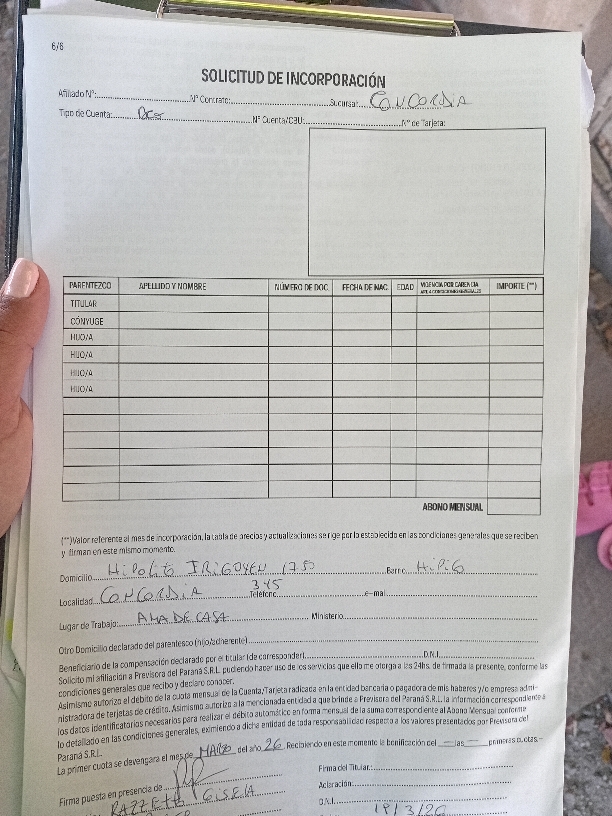 6/6
SOLICITUD DE INCORPORACIÓN
Afiliado N°: N° Contrato: Sucursal: CONCORDIA
Tipo de Cuenta: N° Cuenta/CBU: N° de Tarjeta:
PARENTEZCO APELLIDO Y NOMBRE NÚMERO DE DOC. FECHA DE NAC. EDAD VIGENCIA POR CARENCIA IMPORTE (**)
TITULAR
CÓNYUGE
HIJO/A
HIJO/A
HIJO/A
HIJO/A
ABONO MENSUAL
(**)Valor referente al mes de incorporación, la tabla de precios y actualizaciones se rige por lo establecido en las condiciones generales que se reciben
y firman en este mismo momento.
Domicilio HIPOLITO IRIGOYEN 1750 Barrio HIPIG
Localidad CONCORDIA Teléfono 345 e-mail
Lugar de Trabajo: AMA DE CASA Ministerio
Otro Domicilio declarado del parentesco (hijo/adherente)
Beneficiario de la compensación declarado por el titular (de corresponder) D.N.I.
Solicito mi afiliación a Previsora del Paraná S.R.L. pudiendo hacer uso de los servicios que ello me otorga a las 24hs. de firmada la presente, conforme las
condiciones generales que recibo y declaro conocer.
Asimismo autorizo el débito de la cuota mensual de la Cuenta/Tarjeta radicada en la entidad bancaria o pagadora de mis haberes y/o empresa admi-
nistradora de terjetas de crédito. Asimismo autorizo a la mencionada entidad a que brinde a Previsora del Paraná S.R.L. la información correspondiente a
los datos identificatorios necesarios para realizar el débito automático en forma mensual de la suma correspondiente al Abono Mensual conforme
lo detallado en las condiciones generales, eximiendo a dicha entidad de toda responsabilidad respecto a los valores presentados por Previsora del
Paraná S.R.L.
La primer cuota se devengara el mes de MARZO del año 26 Recibiendo en este momento la bonificación del — las — primeras cuotas.-
Firma del Titular:
Firma puesta en presencia de
Aclaración:
RAZZETO GISELA
D.N.I.
19/3/26